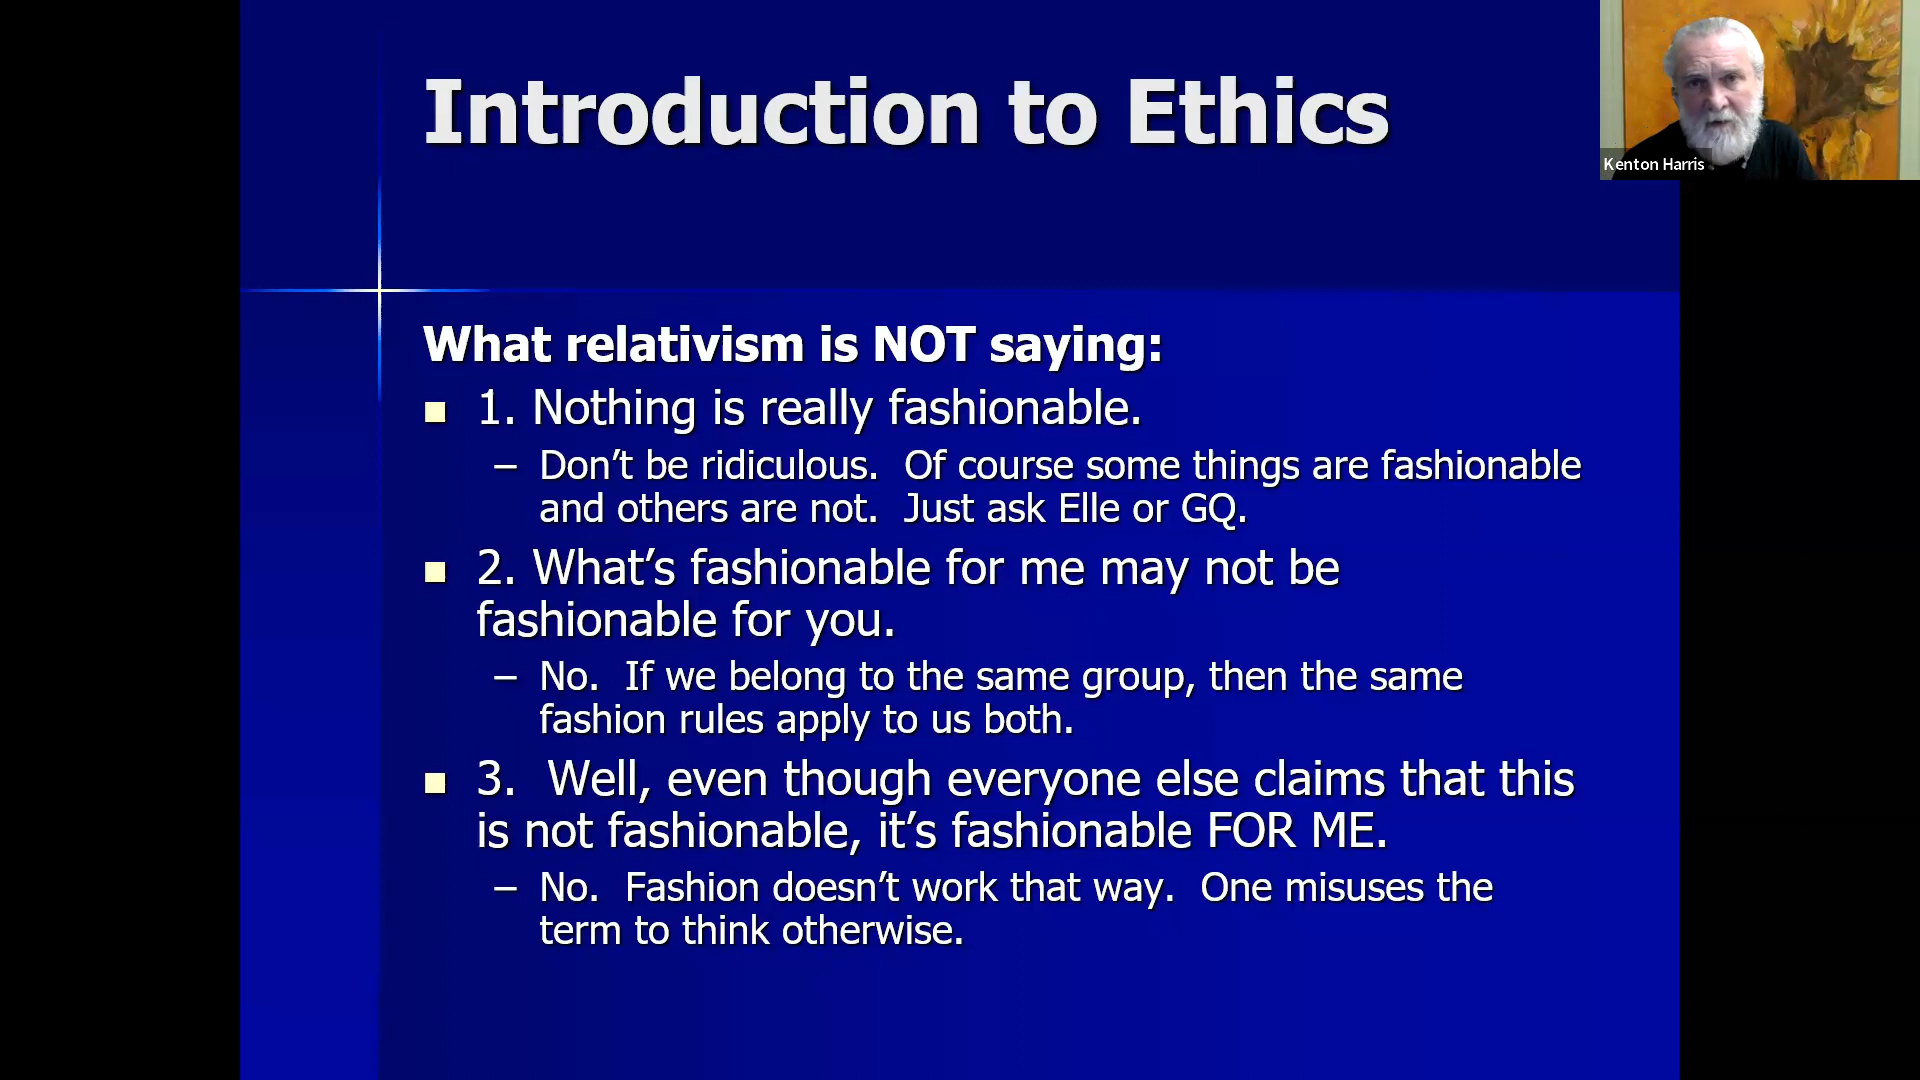 Introduction to Ethics
Kenton Harris
What relativism is NOT saying:
1. Nothing is really fashionable.
– Don’t be ridiculous.  Of course some things are fashionable
and others are not.  Just ask Elle or GQ.
2. What’s fashionable for me may not be
fashionable for you.
– No.  If we belong to the same group, then the same
fashion rules apply to us both.
3.  Well, even though everyone else claims that this
is not fashionable, it’s fashionable FOR ME.
– No.  Fashion doesn’t work that way.  One misuses the
term to think otherwise.